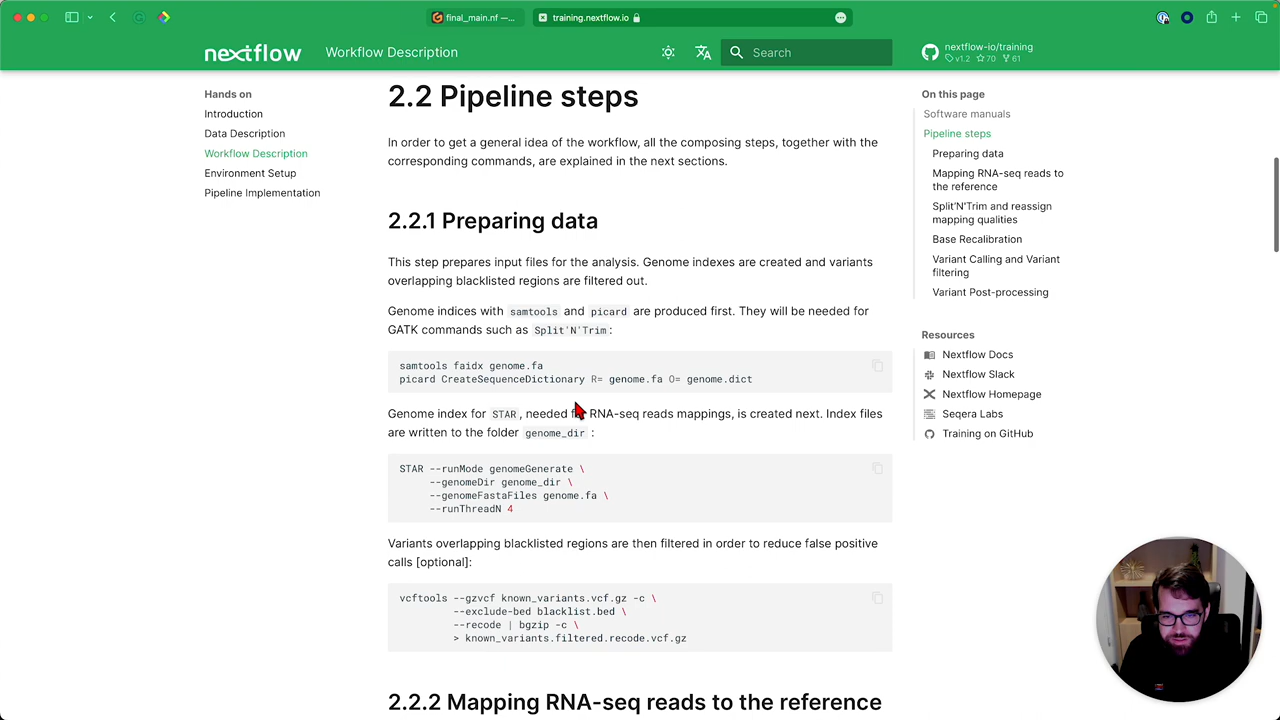 final_main.nf —...
training.nextflow.io
nextflow
Workflow Description
Search
nextflow-io/training
v1.2 70 61
Hands on
Introduction
Data Description
Workflow Description
Environment Setup
Pipeline Implementation
2.2 Pipeline steps
In order to get a general idea of the workflow, all the composing steps, together with the
corresponding commands, are explained in the next sections.
2.2.1 Preparing data
This step prepares input files for the analysis. Genome indexes are created and variants
overlapping blacklisted regions are filtered out.
Genome indices with samtools and picard are produced first. They will be needed for
GATK commands such as Split'N'Trim:
samtools faidx genome.fa
picard CreateSequenceDictionary R= genome.fa O= genome.dict
Genome index for STAR, needed RNA-seq reads mappings, is created next. Index files
are written to the folder genome_dir :
STAR --runMode genomeGenerate \
--genomeDir genome_dir \
--genomeFastaFiles genome.fa \
--runThreadN 4
Variants overlapping blacklisted regions are then filtered in order to reduce false positive
calls [optional]:
vcftools --gzvcf known_variants.vcf.gz -c \
--exclude-bed blacklist.bed \
--recode | bgzip -c \
> known_variants.filtered.recode.vcf.gz
2.2.2 Mapping RNA-seq reads to the reference
On this page
Software manuals
Pipeline steps
Preparing data
Mapping RNA-seq reads to
the reference
Split'N'Trim and reassign
mapping qualities
Base Recalibration
Variant Calling and Variant
filtering
Variant Post-processing
Resources
Nextflow Docs
Nextflow Slack
Nextflow Homepage
Seqera Labs
Training on GitHub